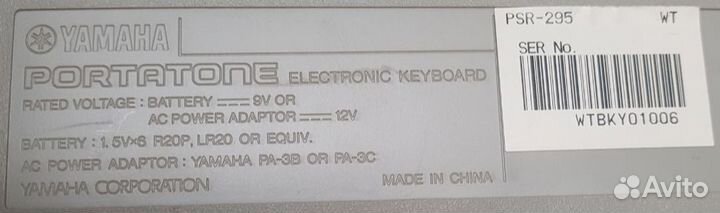 YAMAHA
PORTATONE ELECTRONIC KEYBOARD
RATED VOLTAGE : BATTERY 9V OR
AC POWER ADAPTOR 12V
BATTERY : 1.5V×6 R20P, LR20 OR EQUIV.
AC POWER ADAPTOR : YAMAHA PA-3B OR PA-3C
YAMAHA CORPORATION MADE IN CHINA
PSR-295 WT
SER No.
WTBKY01006
Avito